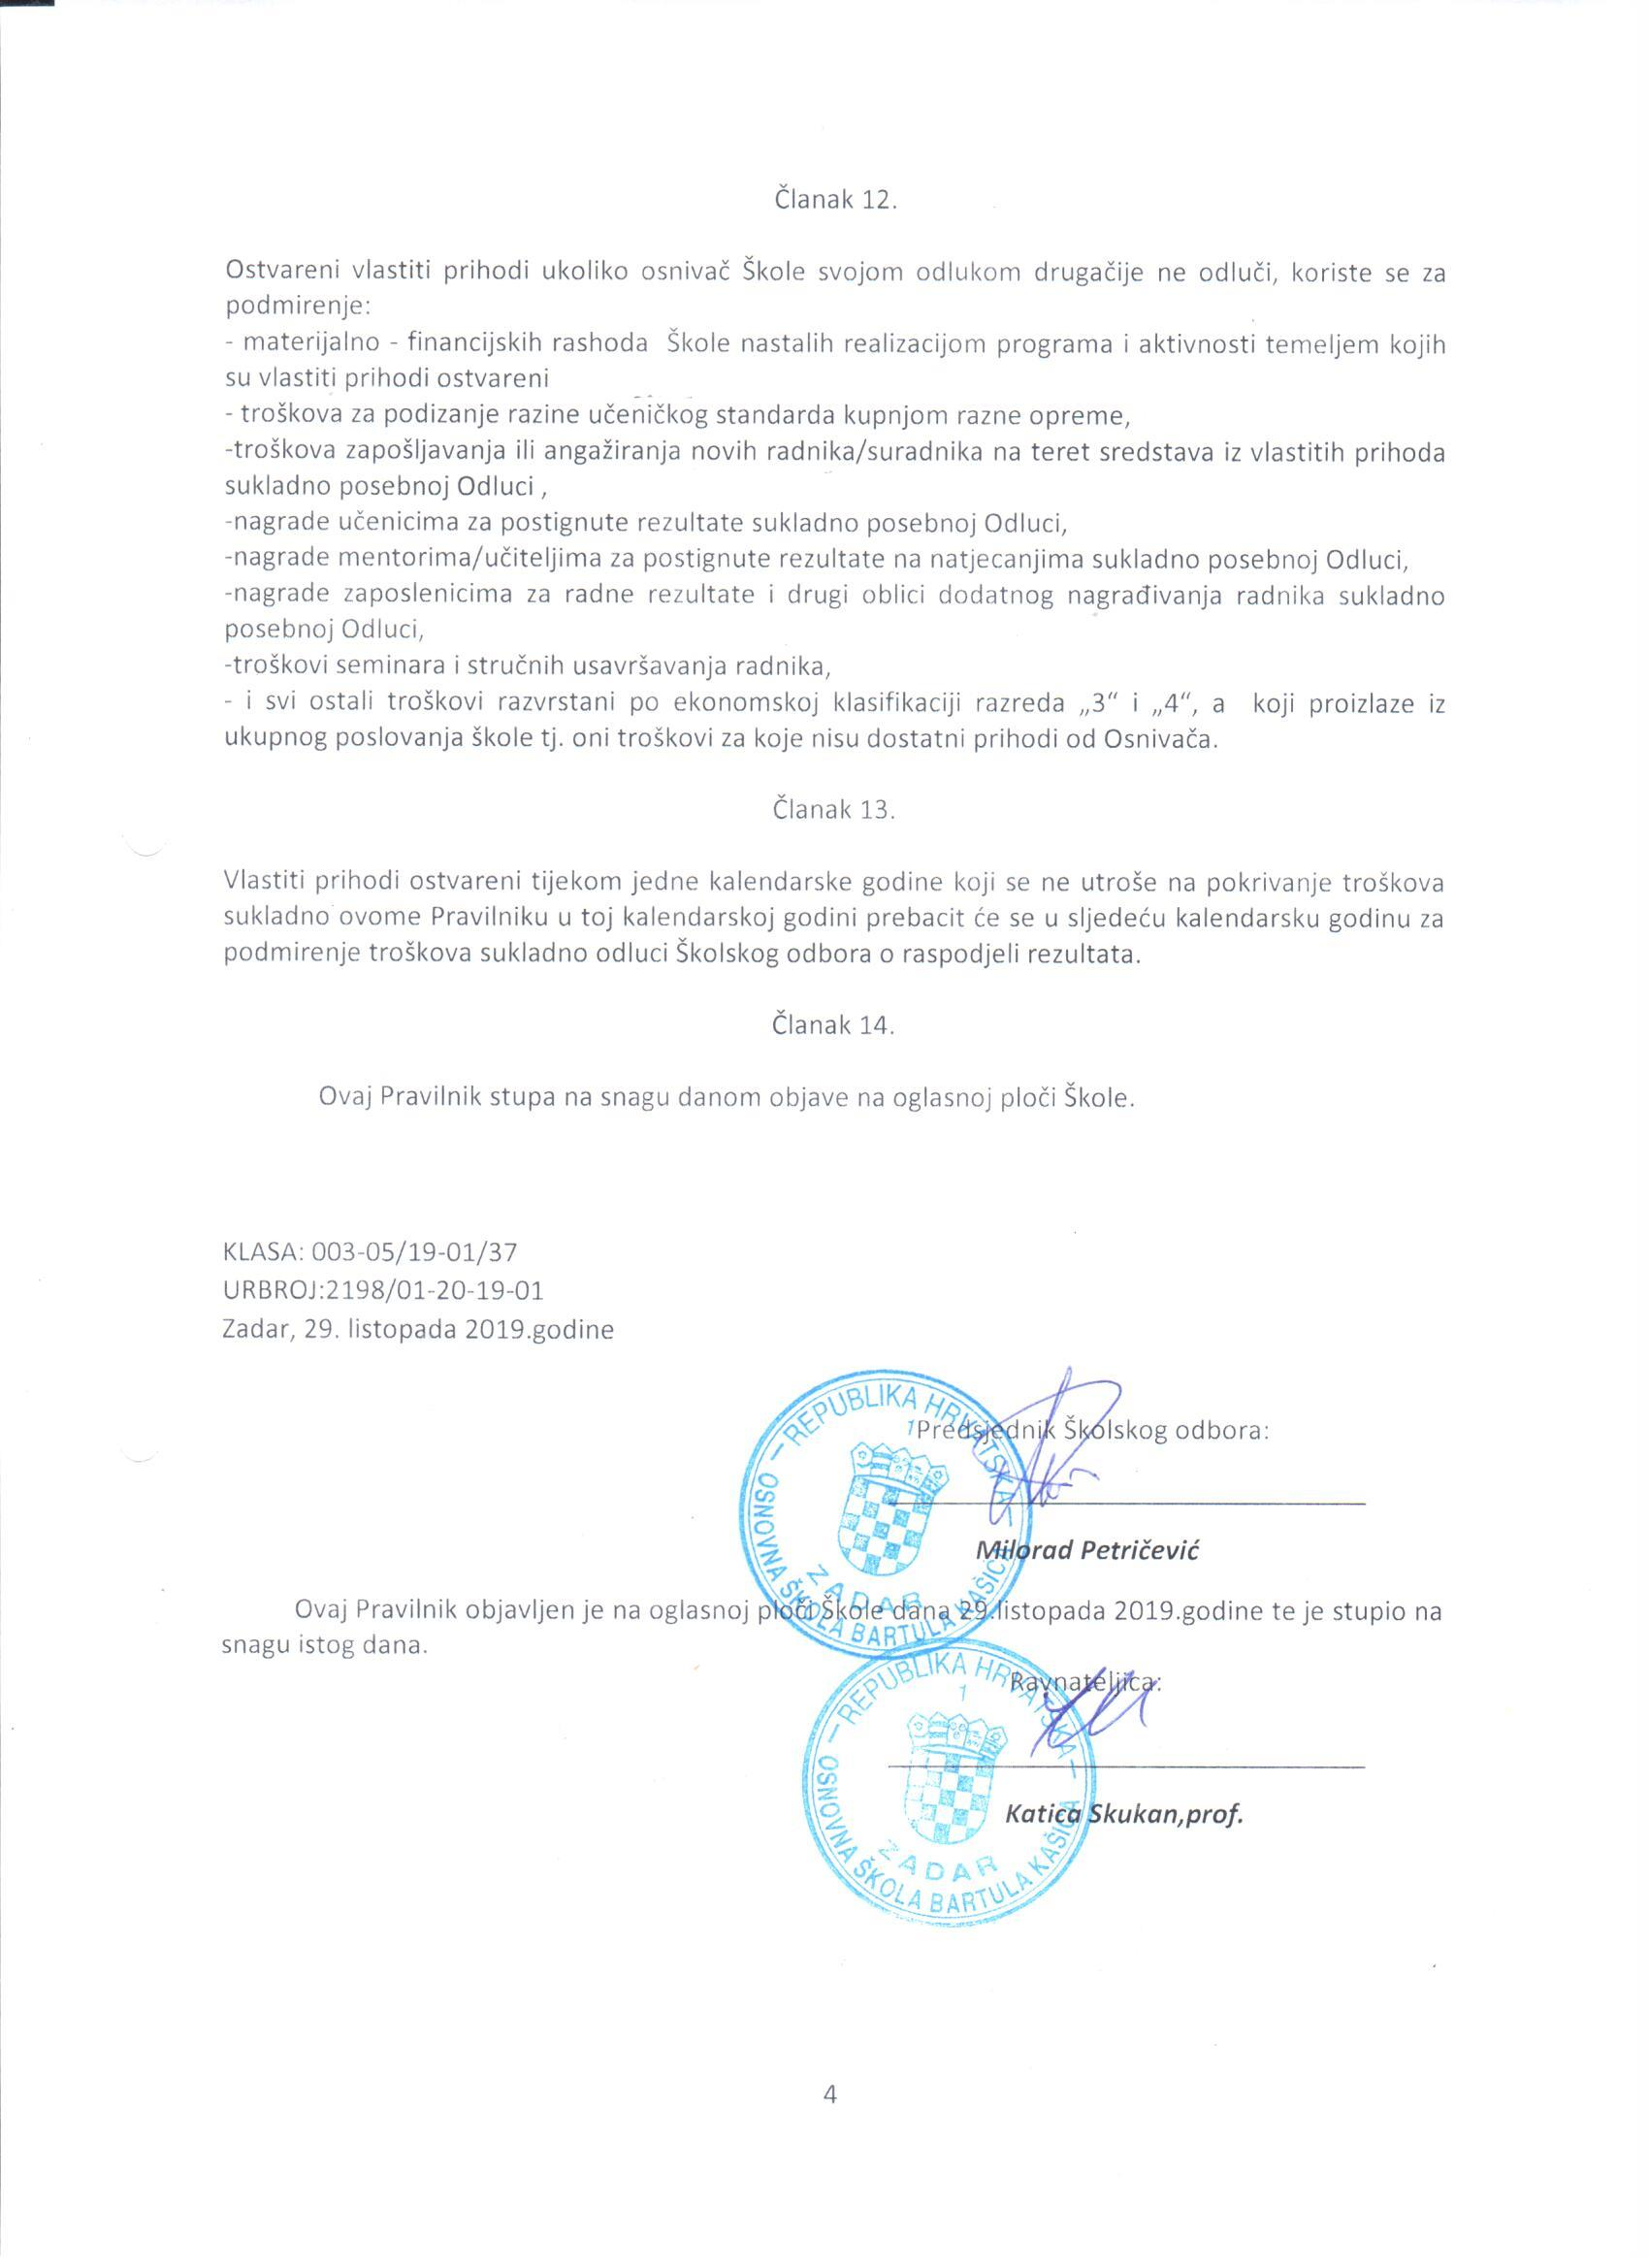 Članak 12.
Ostvareni vlastiti prihodi ukoliko osnivač Škole svojom odlukom drugačije ne odluči, koriste se za
podmirenje:
- materijalno - financijskih rashoda Škole nastalih realizacijom programa i aktivnosti temeljem kojih
su vlastiti prihodi ostvareni
- troškova za podizanje razine učeničkog standarda kupnjom razne opreme,
-troškova zapošljavanja ili angažiranja novih radnika/suradnika na teret sredstava iz vlastitih prihoda
sukladno posebnoj Odluci ,
-nagrade učenicima za postignute rezultate sukladno posebnoj Odluci,
-nagrade mentorima/učiteljima za postignute rezultate na natjecanjima sukladno posebnoj Odluci,
-nagrade zaposlenicima za radne rezultate i drugi oblici dodatnog nagrađivanja radnika sukladno
posebnoj Odluci,
-troškovi seminara i stručnih usavršavanja radnika,
- i svi ostali troškovi razvrstani po ekonomskoj klasifikaciji razreda „3“ i „4“, a koji proizlaze iz
ukupnog poslovanja škole tj. oni troškovi za koje nisu dostatni prihodi od Osnivača.
Članak 13.
Vlastiti prihodi ostvareni tijekom jedne kalendarske godine koji se ne utroše na pokrivanje troškova
sukladno ovome Pravilniku u toj kalendarskoj godini prebacit će se u sljedeću kalendarsku godinu za
podmirenje troškova sukladno odluci Školskog odbora o raspodjeli rezultata.
Članak 14.
Ovaj Pravilnik stupa na snagu danom objave na oglasnoj ploči Škole.
KLASA: 003-05/19-01/37
URBROJ:2198/01-20-19-01
Zadar, 29. listopada 2019.godine
Predsjednik Školskog odbora:
REPUBLIKA HRVATSKA
1
OSNOVNA ŠKOLA BARTULA KAŠIĆA
ZADAR
Milorad Petričević
Ovaj Pravilnik objavljen je na oglasnoj ploči Škole dana 29.listopada 2019.godine te je stupio na
snagu istog dana.
Ravnateljica:
REPUBLIKA HRVATSKA
1
OSNOVNA ŠKOLA BARTULA KAŠIĆA
ZADAR
Katica Skukan,prof.
4